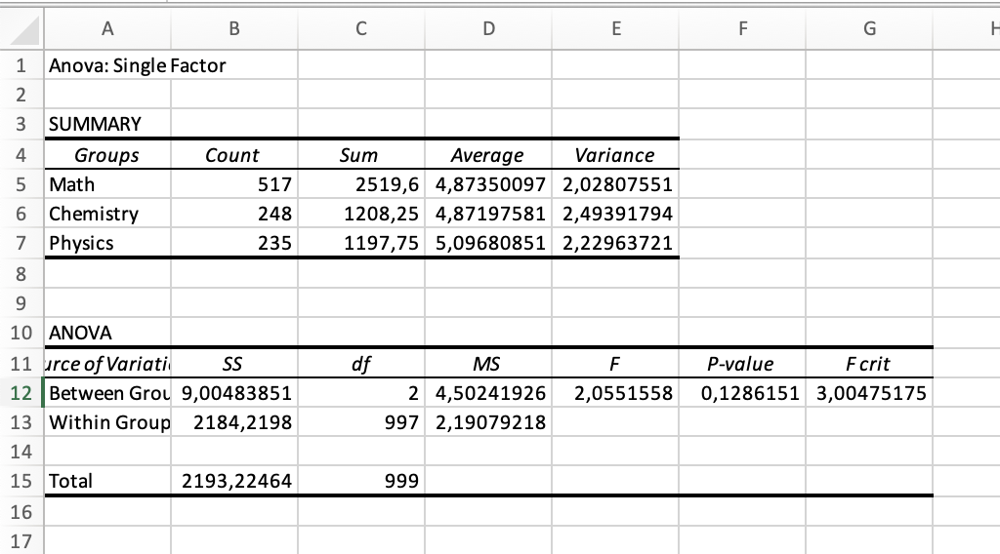 A B C D E F G H
1 Anova: Single Factor
2
3 SUMMARY
4 Groups Count Sum Average Variance
5 Math 517 2519,6 4,87350097 2,02807551
6 Chemistry 248 1208,25 4,87197581 2,49391794
7 Physics 235 1197,75 5,09680851 2,22963721
8
9
10 ANOVA
11 urce of Variati SS df MS F P-value F crit
12 Between Grou 9,00483851 2 4,50241926 2,0551558 0,1286151 3,00475175
13 Within Group 2184,2198 997 2,19079218
14
15 Total 2193,22464 999
16
17